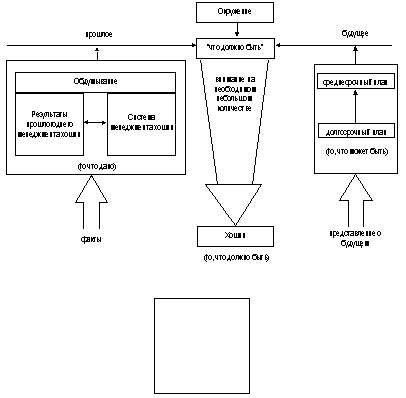 Окружение
прошлое
"что должно быть"
будущее
Обдумывание
Результаты
прошлогоднего
менеджмента хошин
Система
менеджмента хошин
(то что дано)
факты
внимание на
необходимом
небольшом
количестве
Хошин
(то, что должно быть)
среднесрочный план
долгосрочный план
(то, что может быть)
представление о
будущем